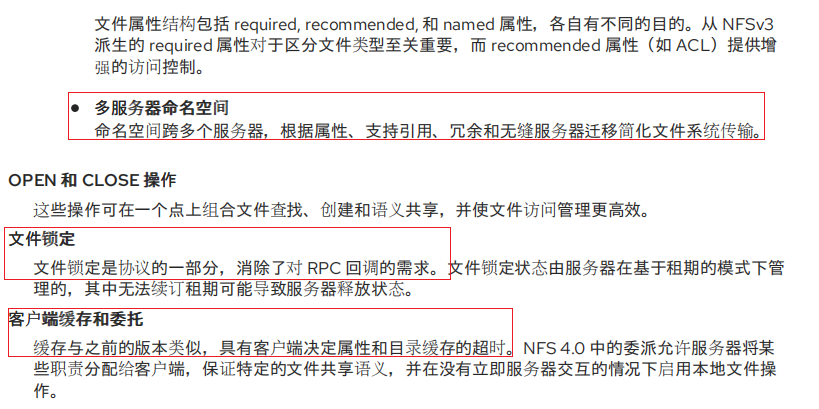 文件属性结构包括 required, recommended, 和 named 属性，各自有不同的目的。从 NFSv3
派生的 required 属性对于区分文件类型至关重要，而 recommended 属性（如 ACL）提供增
强的访问控制。
● 多服务器命名空间
命名空间跨多个服务器，根据属性、支持引用、冗余和无缝服务器迁移简化文件系统传输。
OPEN 和 CLOSE 操作
这些操作可在一个点上组合文件查找、创建和语义共享，并使文件访问管理更高效。
文件锁定
文件锁定是协议的一部分，消除了对 RPC 回调的需求。文件锁定状态由服务器在基于租期的模式下管
理的，其中无法续订租期可能导致服务器释放状态。
客户端缓存和委托
缓存与之前的版本类似，具有客户端决定属性和目录缓存的超时。NFS 4.0 中的委派允许服务器将某
些职责分配给客户端，保证特定的文件共享语义，并在没有立即服务器交互的情况下启用本地文件操
作。